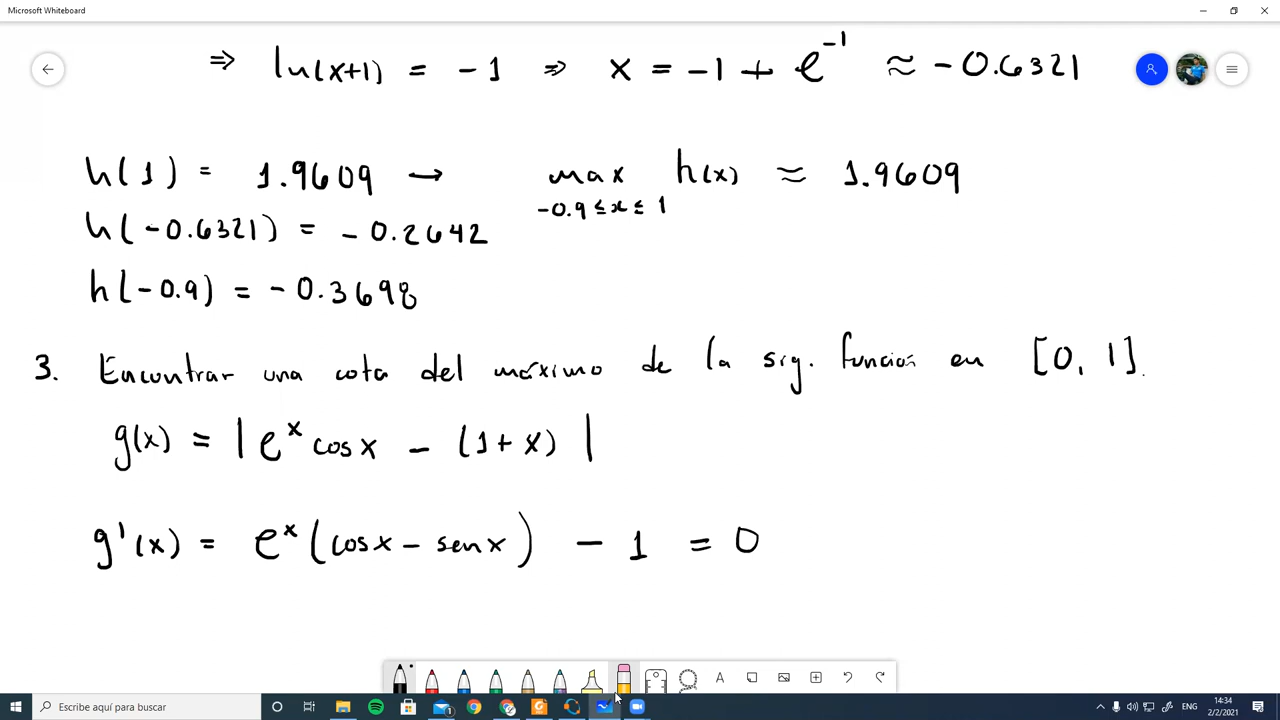 Microsoft Whiteboard
⇒ ln(x+1) = -1 ⇒ x = -1 + e^{-1} ≈ -0.6321
h(1) = 1.9609 → max h(x) ≈ 1.9609
-0.9 ≤ x ≤ 1
h(-0.6321) = -0.2642
h(-0.9) = -0.3698
3. Encontrar una cota del máximo de la sig. función en [0, 1].
g(x) = | e^x cos x - (1 + x) |
g'(x) = e^x (cos x - sen x) - 1 = 0
A
Escribe aquí para buscar
ENG
14:34
2/2/2021